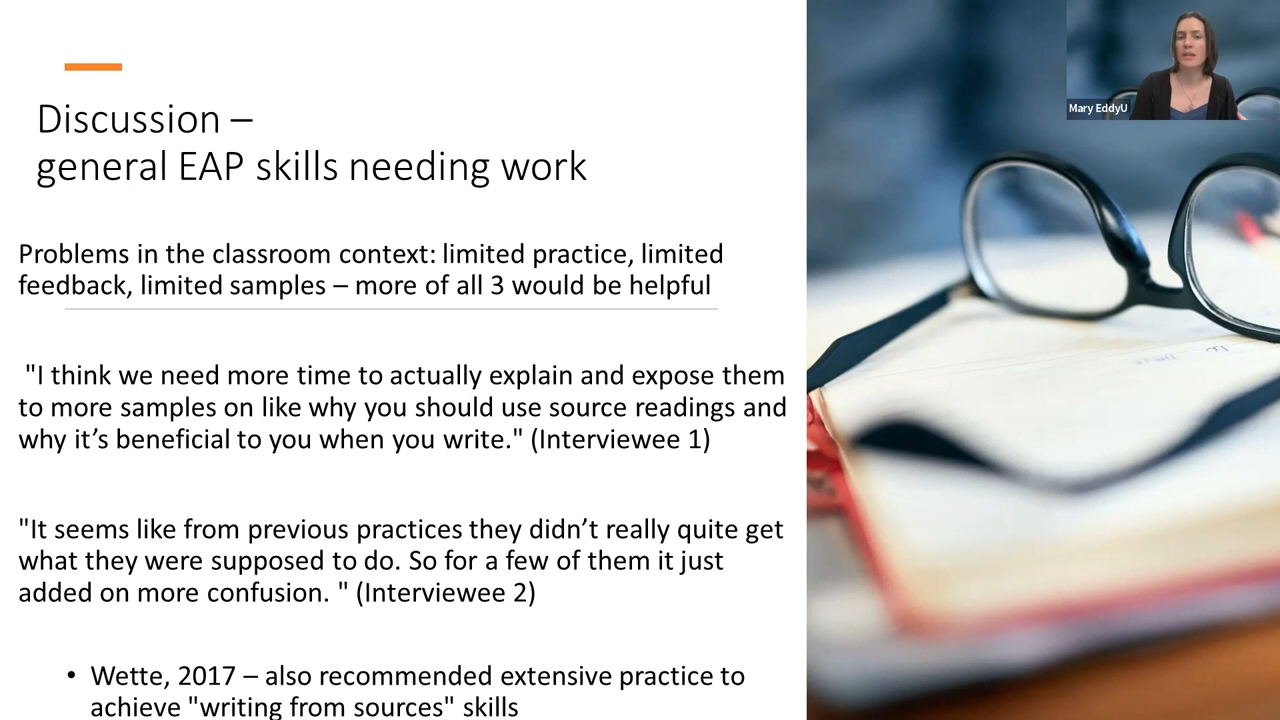 Mary EddyU
Discussion –
general EAP skills needing work
Problems in the classroom context: limited practice, limited
feedback, limited samples – more of all 3 would be helpful
"I think we need more time to actually explain and expose them
to more samples on like why you should use source readings and
why it’s beneficial to you when you write." (Interviewee 1)
"It seems like from previous practices they didn’t really quite get
what they were supposed to do. So for a few of them it just
added on more confusion. " (Interviewee 2)
• Wette, 2017 – also recommended extensive practice to
achieve "writing from sources" skills